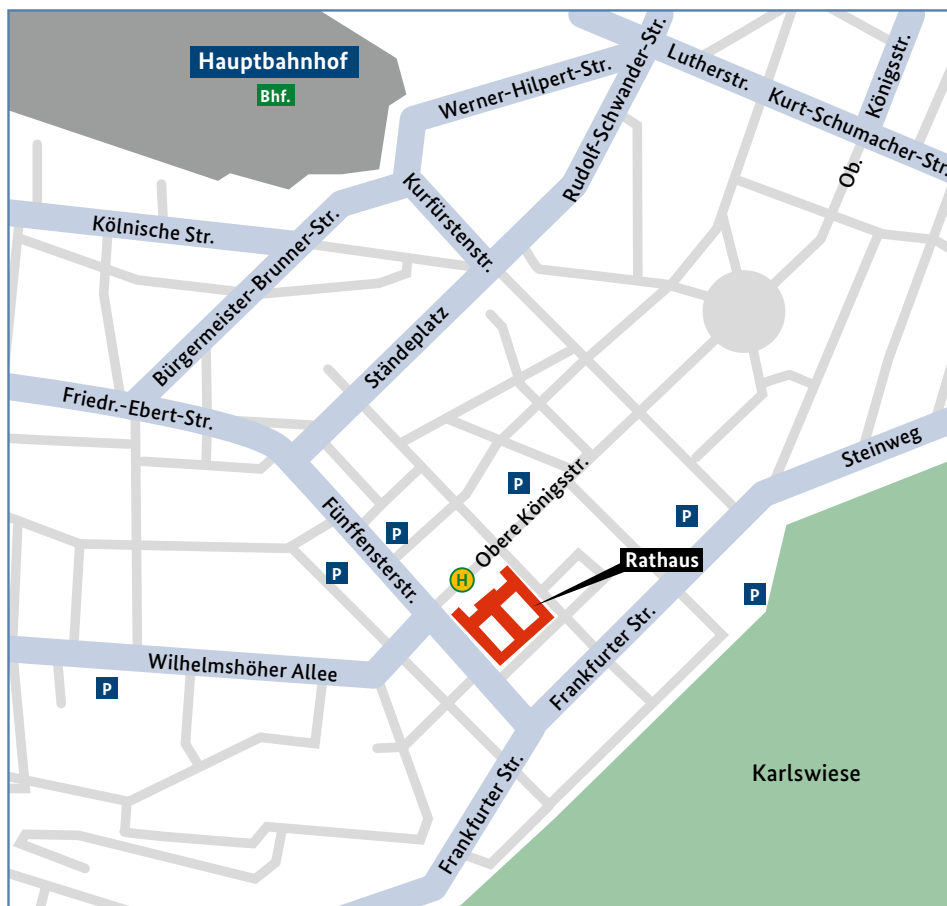 Hauptbahnhof
Bhf.
Werner-Hilpert-Str.
Rudolf-Schwander-Str.
Lutherstr.
Kurt-Schumacher-Str.
Königsstr.
Ob.
Kurfürstenstr.
Kölnische Str.
Bürgermeister-Brunner-Str.
Ständeplatz
Friedr.-Ebert-Str.
Steinweg
Fünffensterstr.
Obere Königsstr.
P
P
P
P
P
P
H
Rathaus
Frankfurter Str.
Wilhelmshöher Allee
Karlswiese
Frankfurter Str.